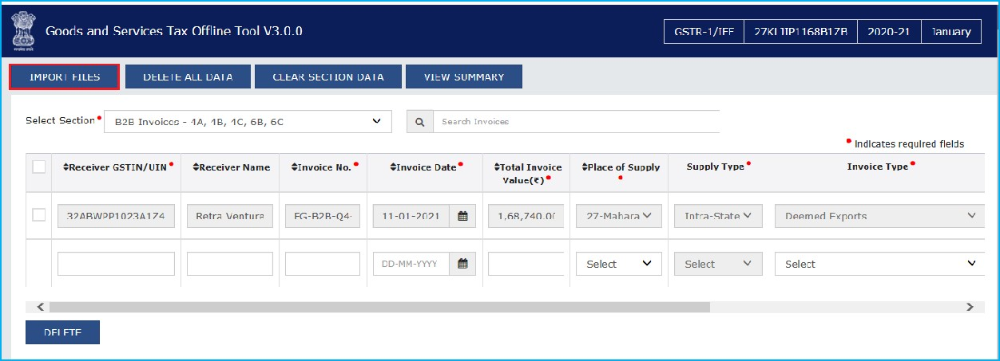 Goods and Services Tax Offline Tool V3.0.0
GSTR-1/IFF 27KLIIP1168B1ZB 2020-21 January
IMPORT FILES DELETE ALL DATA CLEAR SECTION DATA VIEW SUMMARY
Select Section• B2B Invoices - 4A, 4B, 4C, 6B, 6C Search Invoices
• Indicates required fields
Receiver GSTIN/UIN• Receiver Name Invoice No.• Invoice Date• Total Invoice Value(₹)• Place of Supply• Supply Type• Invoice Type•
32ABWPP1023A1Z4 Retra Venture FG-B2B-Q4- 11-01-2021 1,68,740.00 27-Mahara Intra-State Deemed Exports
DD-MM-YYYY Select Select Select
DELETE